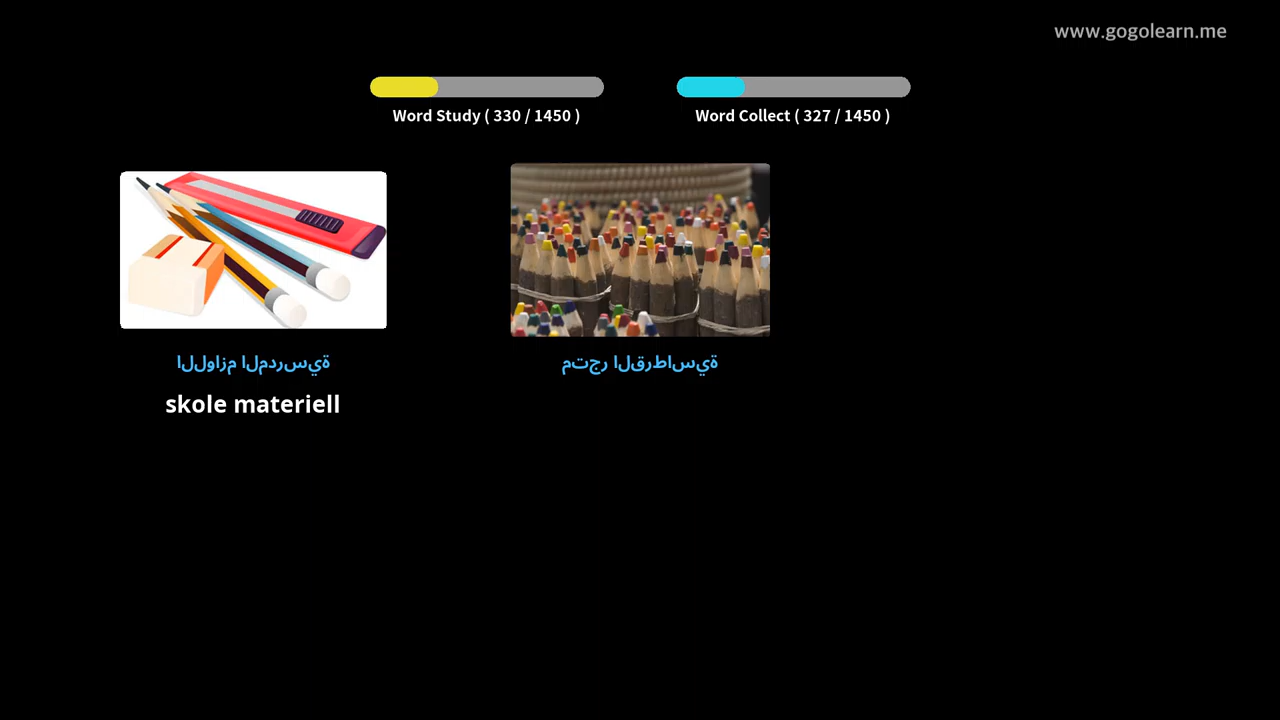 www.gogolearn.me
Word Study ( 330 / 1450 )
Word Collect ( 327 / 1450 )
اللوازم المدرسية
متجر القرطاسية
skole materiell